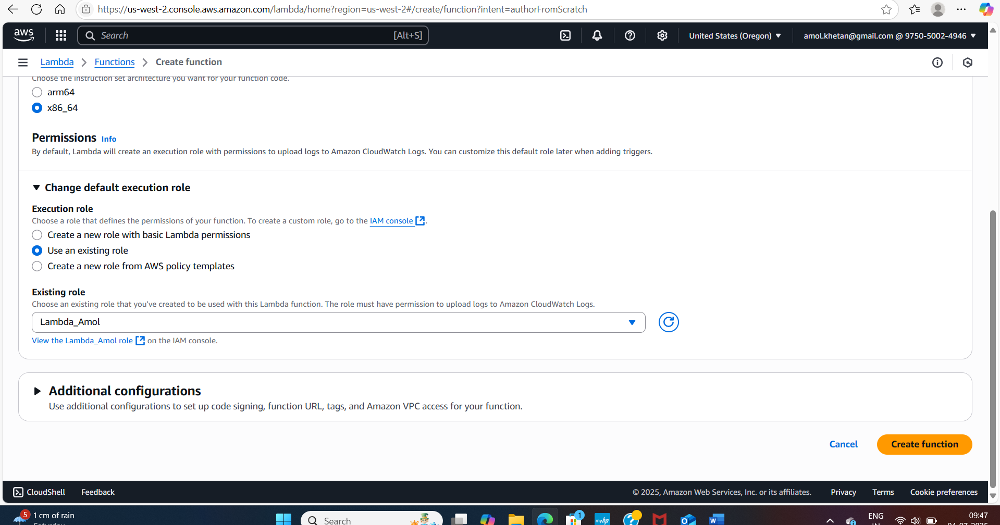 https://us-west-2.console.aws.amazon.com/lambda/home?region=us-west-2#/create/function?intent=authorFromScratch
aws
Search [Alt+S]
United States (Oregon)
amol.khetan@gmail.com @ 9750-5002-4946
Lambda
Functions
Create function
Choose the instruction set architecture you want for your function code.
arm64
x86_64
Permissions Info
By default, Lambda will create an execution role with permissions to upload logs to Amazon CloudWatch Logs. You can customize this default role later when adding triggers.
Change default execution role
Execution role
Choose a role that defines the permissions of your function. To create a custom role, go to the IAM console.
Create a new role with basic Lambda permissions
Use an existing role
Create a new role from AWS policy templates
Existing role
Choose an existing role that you've created to be used with this Lambda function. The role must have permission to upload logs to Amazon CloudWatch Logs.
Lambda_Amol
View the Lambda_Amol role on the IAM console.
Additional configurations
Use additional configurations to set up code signing, function URL, tags, and Amazon VPC access for your function.
Cancel
Create function
CloudShell
Feedback
© 2025, Amazon Web Services, Inc. or its affiliates.
Privacy
Terms
Cookie preferences
5
1 cm of rain
Search
1
myhp
W
ENG
09:47